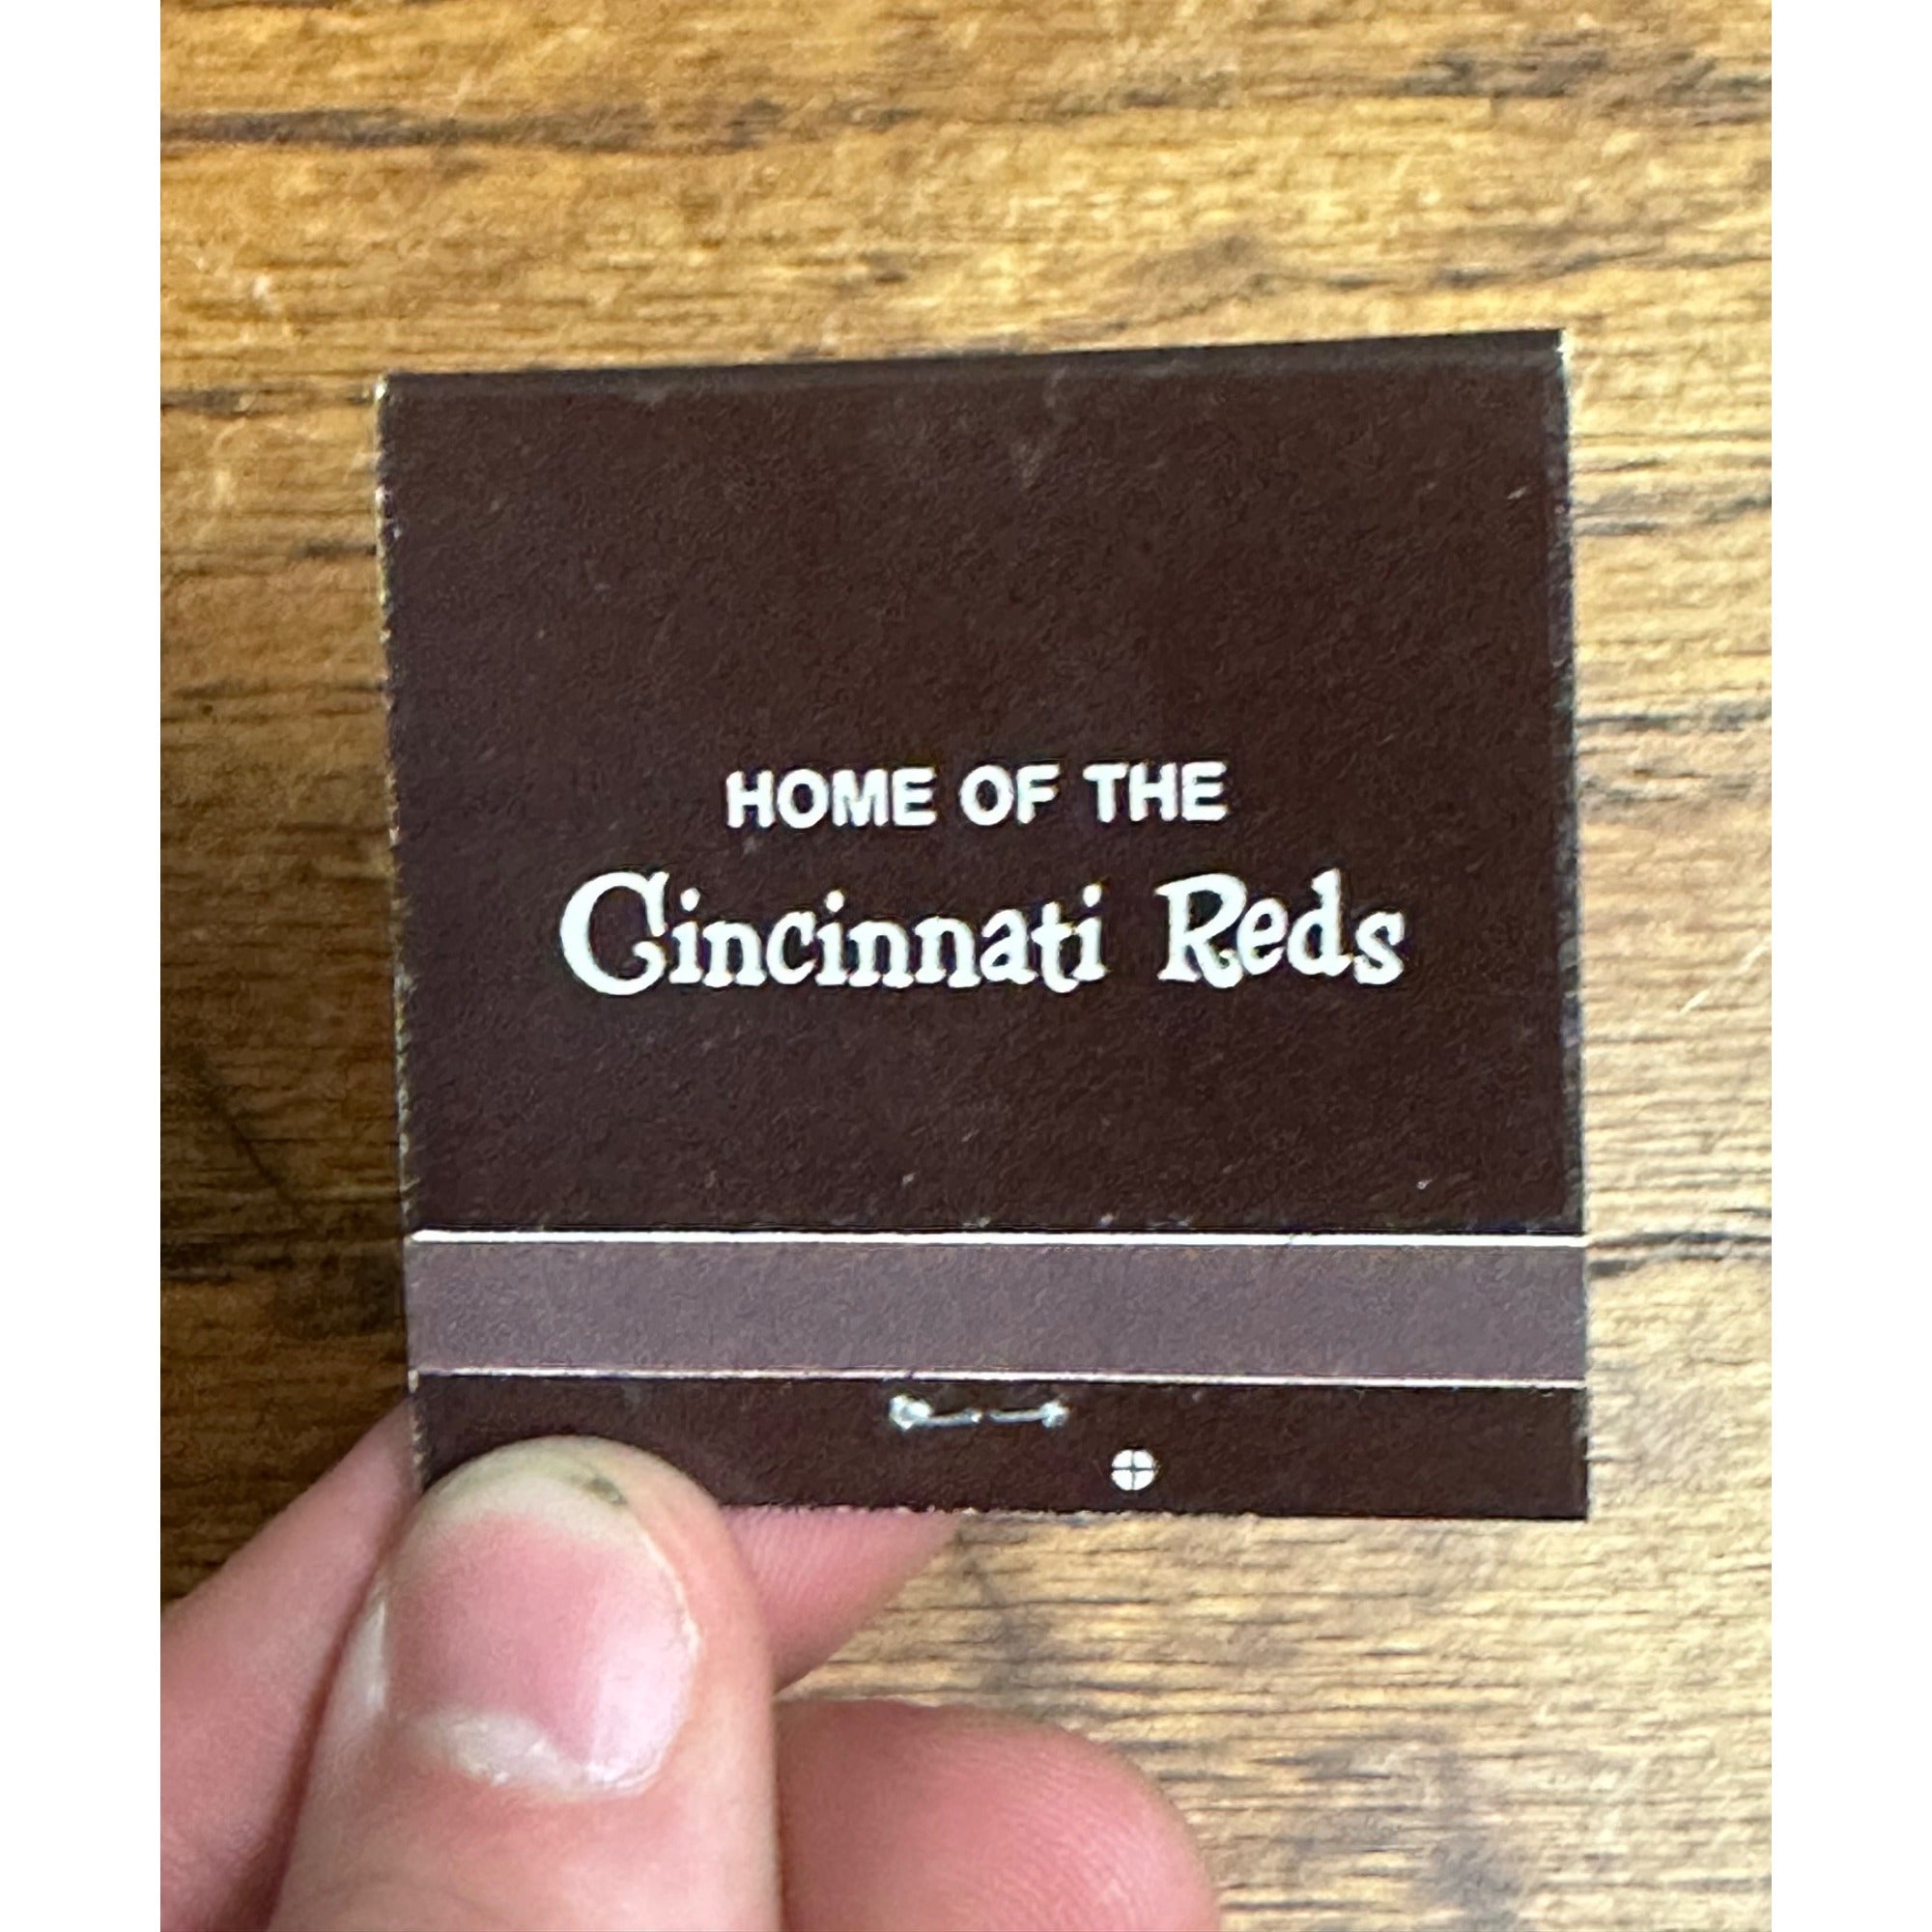 HOME OF THE
Cincinnati Reds